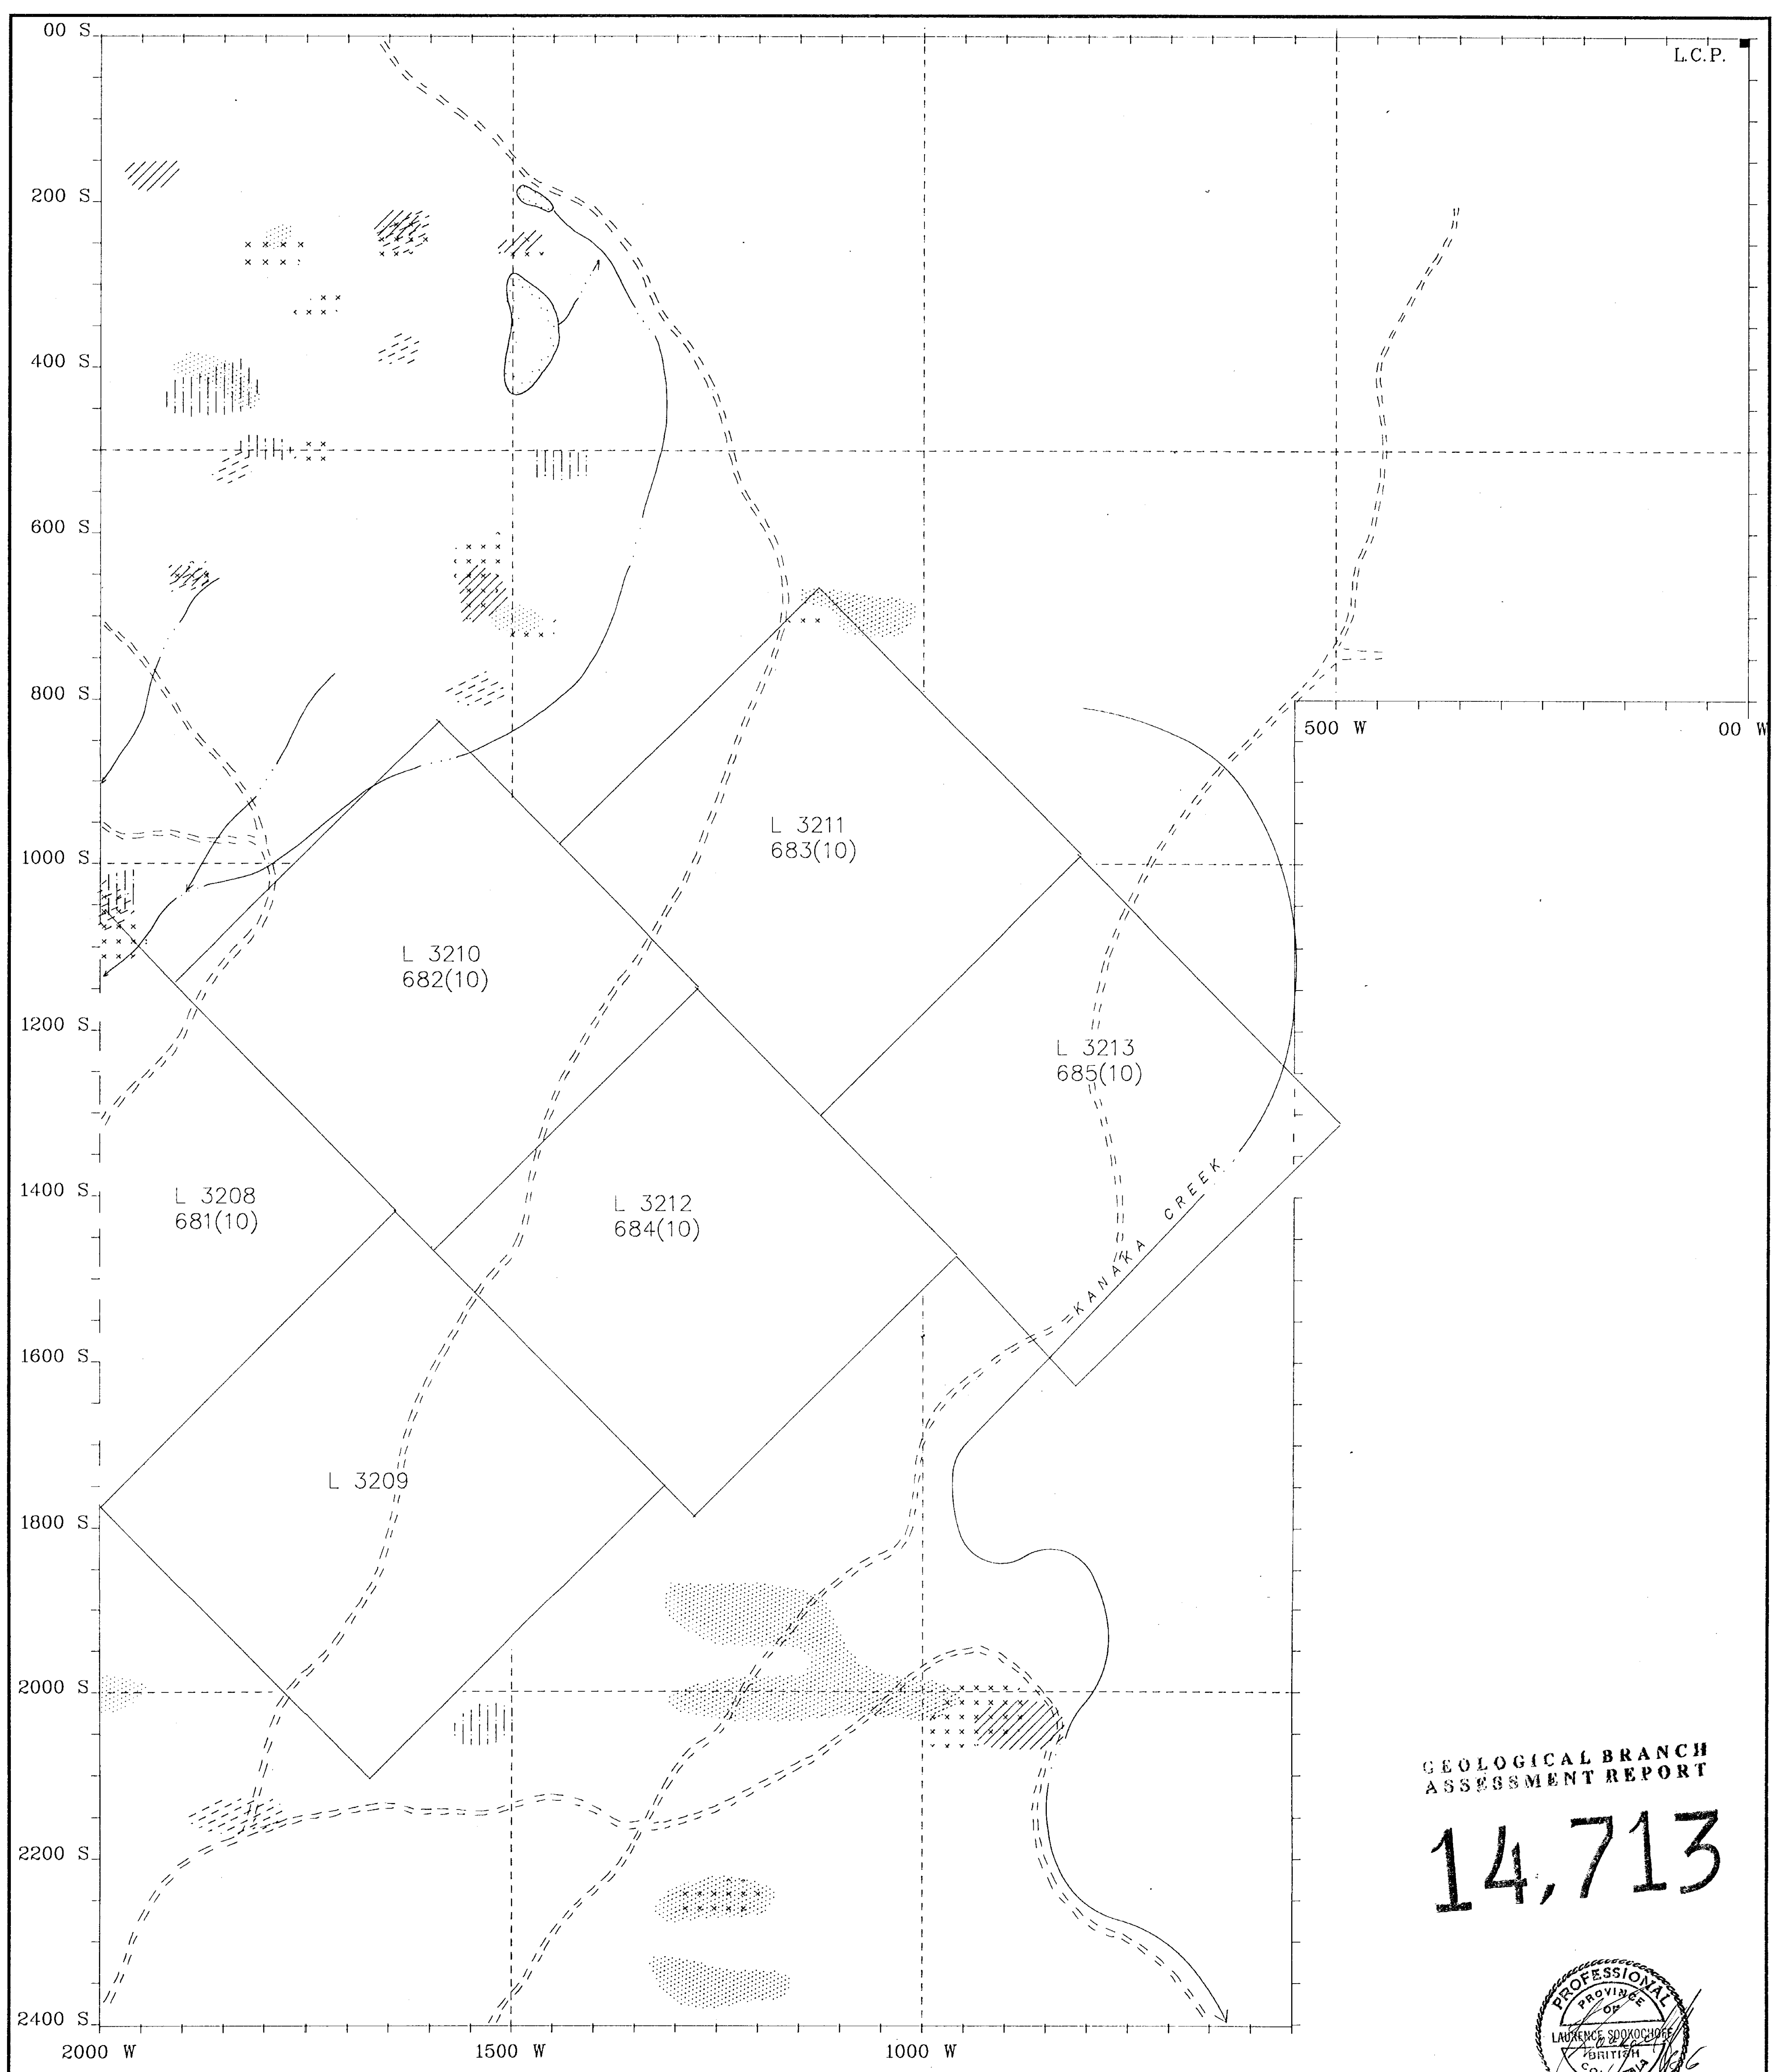 00 S
L.C.P.
200 S
400 S
600 S
800 S
500 W
00 W
L 3211
683(10)
1000 S
L 3210
682(10)
1200 S
L 3213
685(10)
1400 S
L 3208
681(10)
L 3212
684(10)
KANAKA CREEK
1600 S
L 3209
1800 S
2000 S
GEOLOGICAL BRANCH
ASSESSMENT REPORT
14,713
2200 S
2400 S
2000 W
1500 W
1000 W
PROFESSIONAL
PROVINCE
OF
LAURENCE SOOKOCHOFF
BRITISH